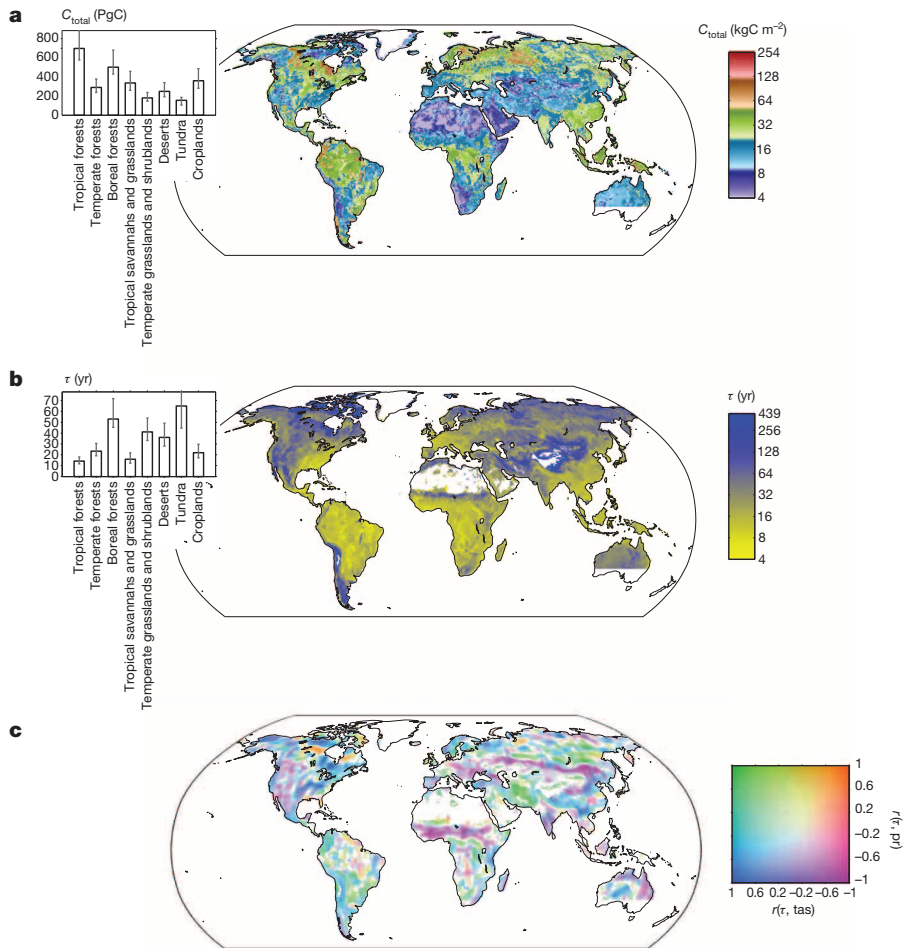 a
C total (PgC)
800
600
400
200
0
Tropical forests
Temperate forests
Boreal forests
Tropical savannahs and grasslands
Temperate grasslands and shrublands
Deserts
Tundra
Croplands
C total (kgC m−2)
254
128
64
32
16
8
4
b
τ (yr)
70
60
50
40
30
20
10
0
Tropical forests
Temperate forests
Boreal forests
Tropical savannahs and grasslands
Temperate grasslands and shrublands
Deserts
Tundra
Croplands
τ (yr)
439
256
128
64
32
16
8
4
c
1
0.6
0.2
−0.2
−0.6
−1
r(τ, pr)
1 0.6 0.2 −0.2 −0.6 −1
r(τ, tas)